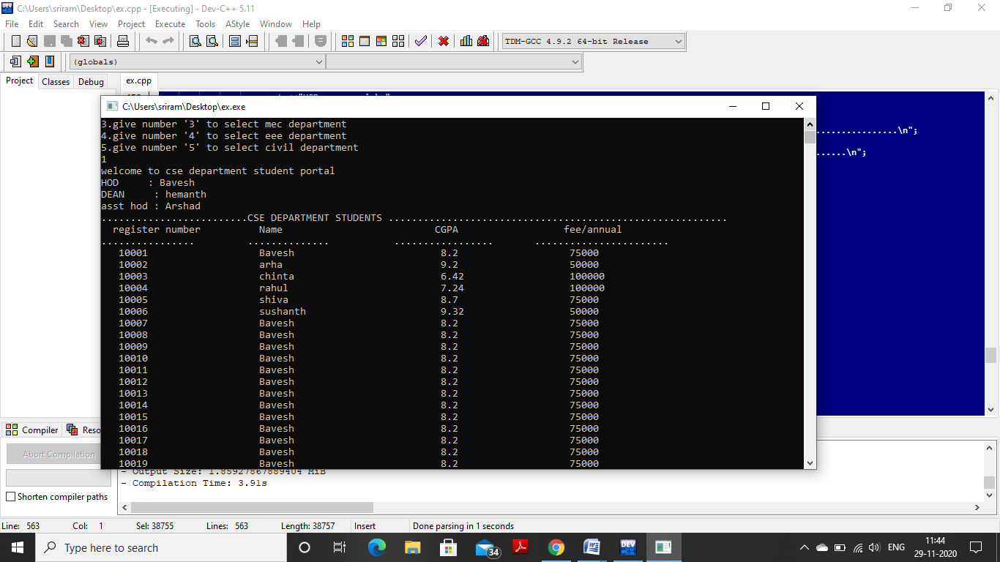 C:\Users\sriram\Desktop\ex.cpp - [Executing] - Dev-C++ 5.11
File Edit Search View Project Execute Tools AStyle Window Help
TDM-GCC 4.9.2 64-bit Release
(globals)
Project Classes Debug ex.cpp
C:\Users\sriram\Desktop\ex.exe
3.give number '3' to select mec department
4.give number '4' to select eee department
5.give number '5' to select civil department
1
welcome to cse department student portal
HOD : Bavesh
DEAN : hemanth
asst hod : Arshad
.........................CSE DEPARTMENT STUDENTS ..........................................................
register number Name CGPA fee/annual
................ .............. ................. .......................
10001 Bavesh 8.2 75000
10002 arha 9.2 50000
10003 chinta 6.42 100000
10004 rahul 7.24 100000
10005 shiva 8.7 75000
10006 sushanth 9.32 50000
10007 Bavesh 8.2 75000
10008 Bavesh 8.2 75000
10009 Bavesh 8.2 75000
10010 Bavesh 8.2 75000
10011 Bavesh 8.2 75000
10012 Bavesh 8.2 75000
10013 Bavesh 8.2 75000
10014 Bavesh 8.2 75000
10015 Bavesh 8.2 75000
10016 Bavesh 8.2 75000
10017 Bavesh 8.2 75000
10018 Bavesh 8.2 75000
10019 Bavesh 8.2 75000
..............\n";
.....\n";
Compiler Reso
Abort Compilation
Shorten compiler paths
- Output Size: 1.85927867889404 MiB
- Compilation Time: 3.91s
Line: 563 Col: 1 Sel: 38755 Lines: 563 Length: 38757 Insert Done parsing in 1 seconds
Type here to search
34
DEV
ENG
11:44
29-11-2020